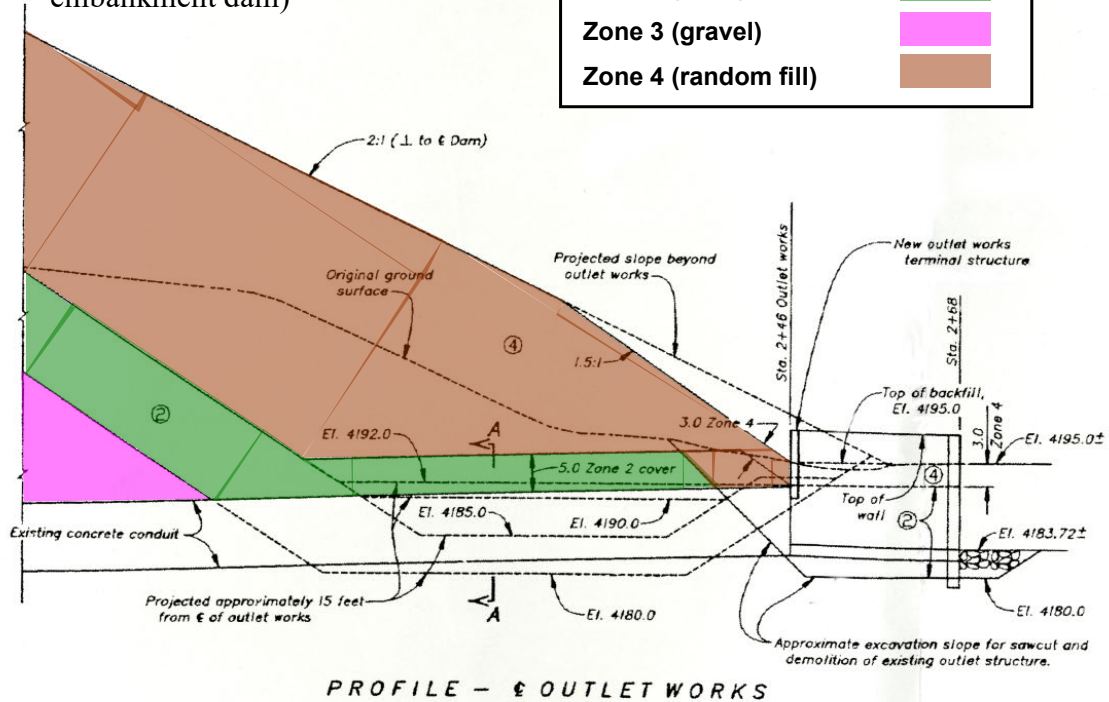 embankment dam)
Zone 3 (gravel)
Zone 4 (random fill)
2:1 (⊥ to ℄ Dam)
Original ground
surface
Projected slope beyond
outlet works
Sta. 2+46 Outlet works
New outlet works
terminal structure
Sta. 2+68
④
1.5:1
②
A
El. 4192.0
3.0 Zone 4
5.0 Zone 2 cover
Top of backfill,
El. 4195.0
3.0
Zone 4
El. 4195.0±
④
Top of
wall
②
El. 4185.0
El. 4190.0
Existing concrete conduit
El. 4183.72±
Projected approximately 15 feet
from ℄ of outlet works
A
El. 4180.0
El. 4180.0
Approximate excavation slope for sawcut and
demolition of existing outlet structure.
PROFILE - ℄ OUTLET WORKS